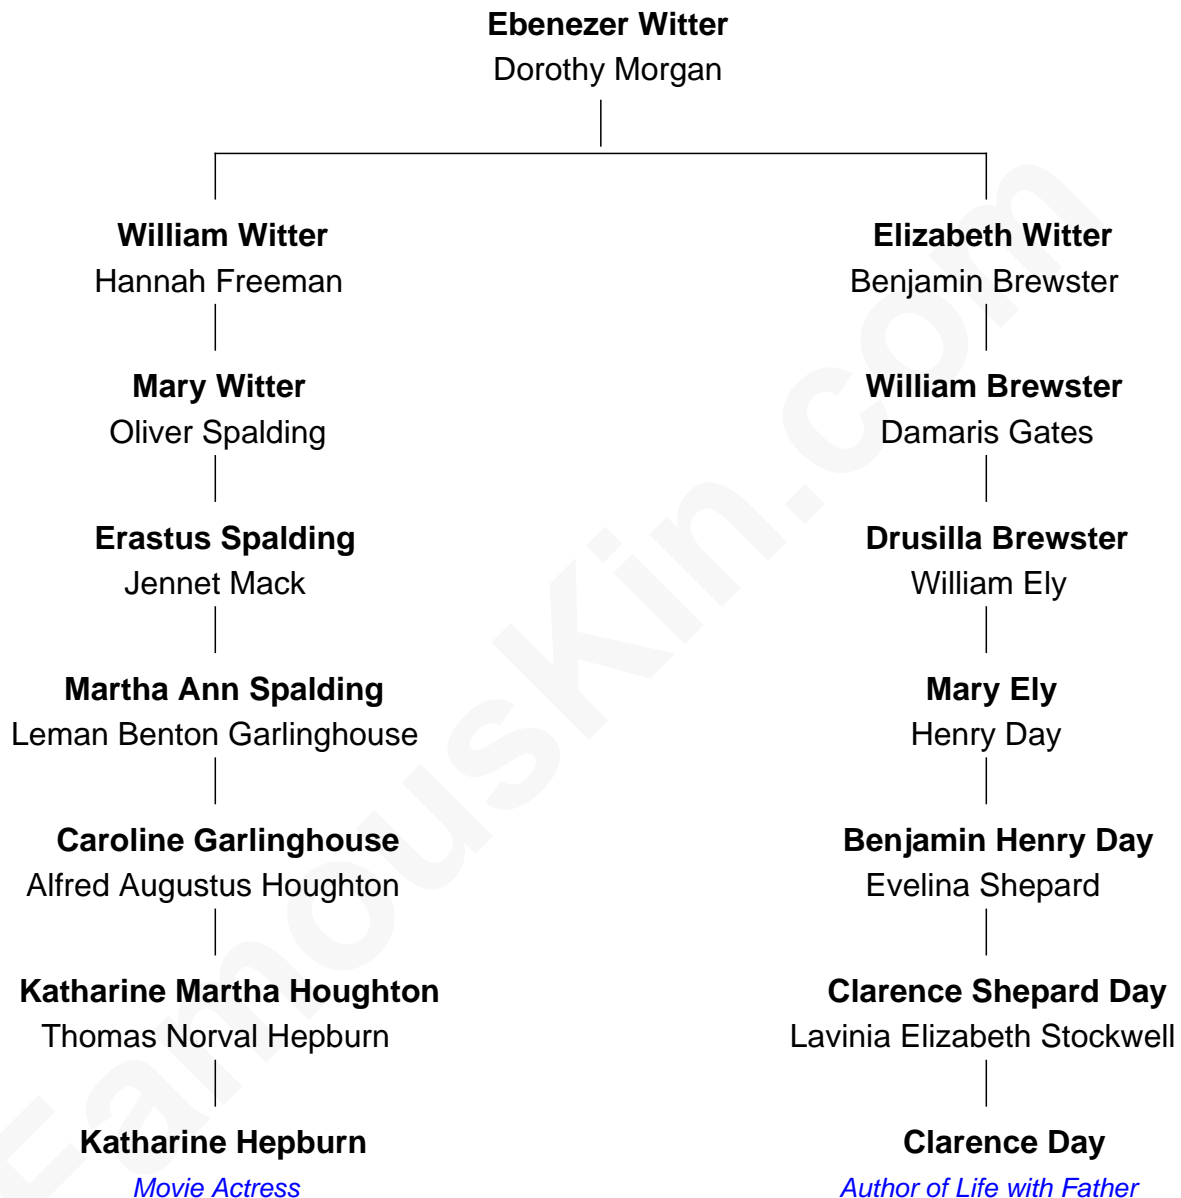 Ebenezer Witter
Dorothy Morgan
William Witter
Hannah Freeman
Elizabeth Witter
Benjamin Brewster
Mary Witter
Oliver Spalding
William Brewster
Damaris Gates
Erastus Spalding
Jennet Mack
Drusilla Brewster
William Ely
Martha Ann Spalding
Leman Benton Garlinghouse
Mary Ely
Henry Day
Caroline Garlinghouse
Alfred Augustus Houghton
Benjamin Henry Day
Evelina Shepard
Katharine Martha Houghton
Thomas Norval Hepburn
Clarence Shepard Day
Lavinia Elizabeth Stockwell
Katharine Hepburn
Movie Actress
Clarence Day
Author of Life with Father
FamousKin.com